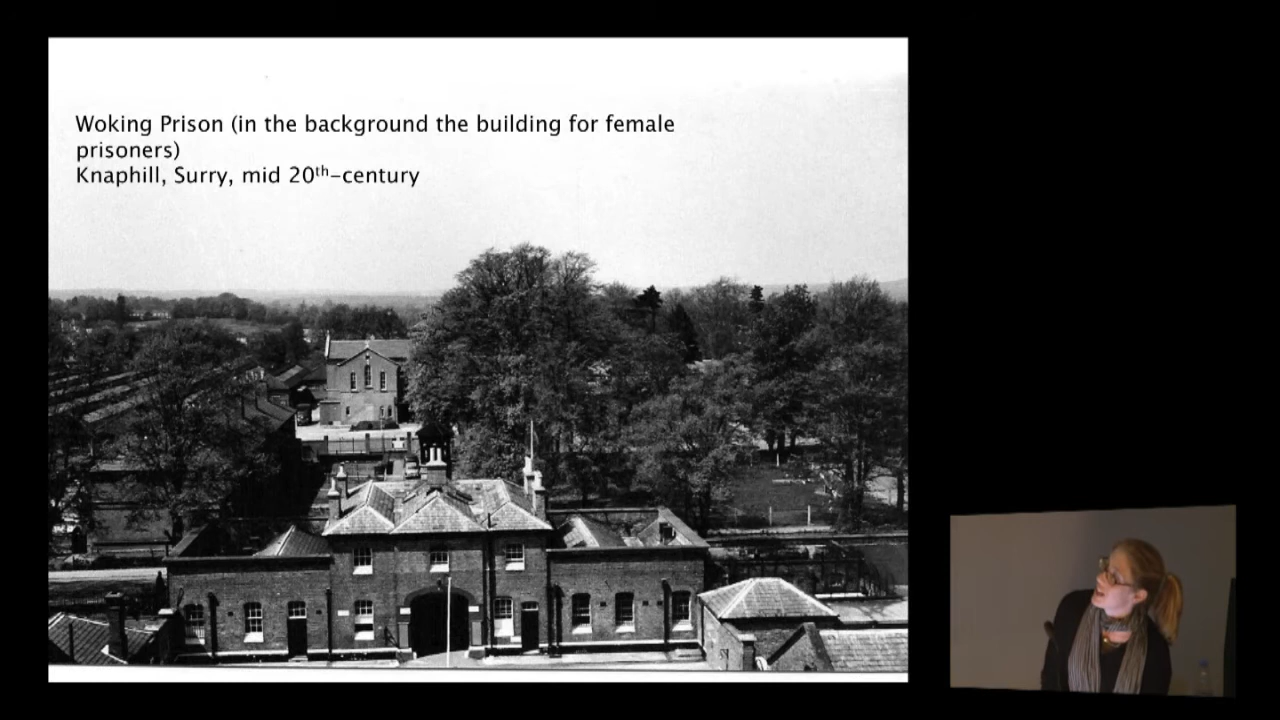 Woking Prison (in the background the building for female
prisoners)
Knaphill, Surry, mid 20th-century